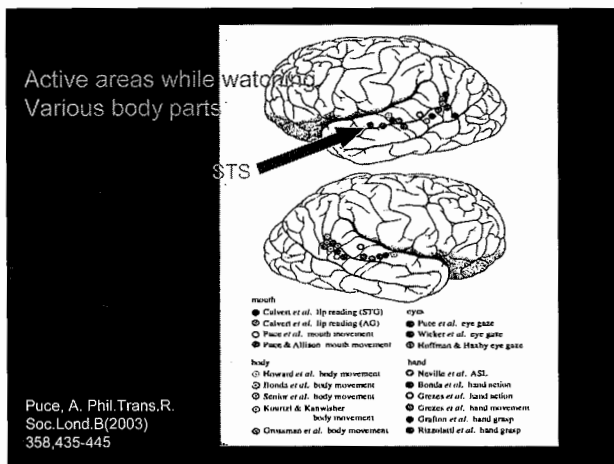 Active areas while watching
Various body parts
STS
mouth
Calvert et al. lip reading (STG)
Calvert et al. lip reading (AG)
Puce et al. mouth movement
Puce & Allison mouth movement
eyes
Puce et al. eye gaze
Wicker et al. eye gaze
Hoffman & Haxby eye gaze
body
Howard et al. body movement
Bonda et al. body movement
Senior et al. body movement
Kourtzi & Kanwisher
body movement
Grossman et al. body movement
hand
Neville et al. ASL
Bonda et al. hand action
Grezes et al. hand action
Grezes et al. hand movement
Grafton et al. hand grasp
Rizzolatti et al. hand grasp
Puce, A. Phil.Trans.R.
Soc.Lond.B(2003)
358,435-445